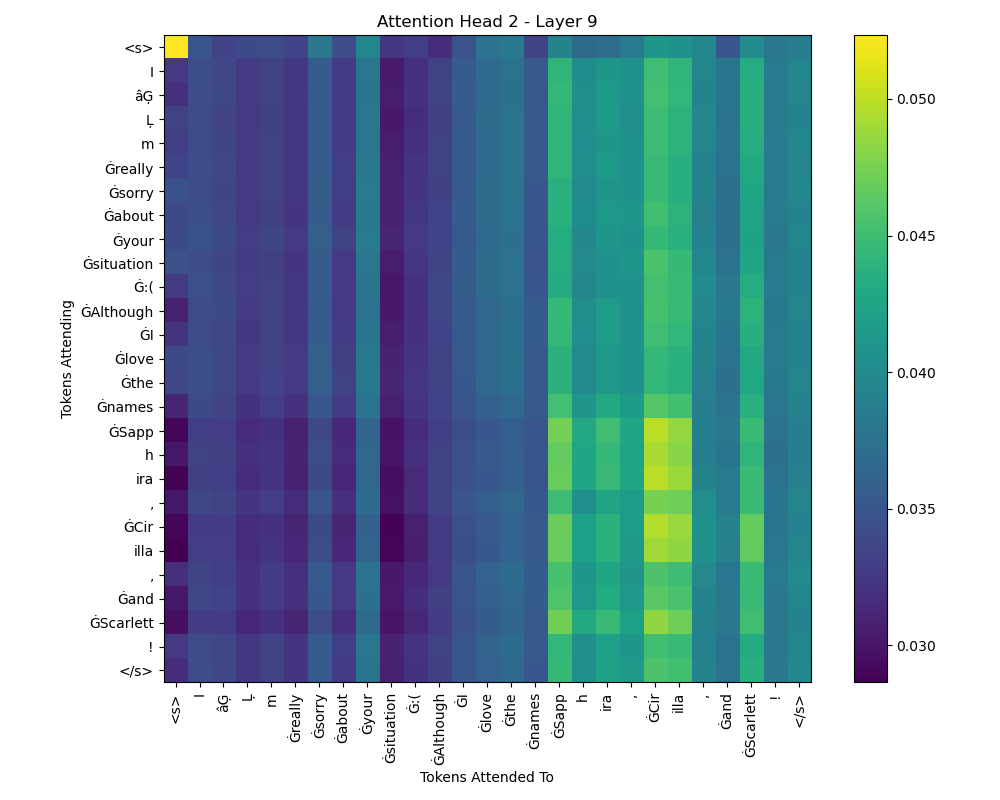 Attention Head 2 - Layer 9
Tokens Attending
<s>
I
âĢ
Ļ
m
Ġreally
Ġsorry
Ġabout
Ġyour
Ġsituation
Ġ:(
ĠAlthough
ĠI
Ġlove
Ġthe
Ġnames
ĠSapp
h
ira
,
ĠCir
illa
,
Ġand
ĠScarlett
!
</s>
<s>
I
âĢ
Ļ
m
Ġreally
Ġsorry
Ġabout
Ġyour
Ġsituation
Ġ:(
ĠAlthough
ĠI
Ġlove
Ġthe
Ġnames
ĠSapp
h
ira
,
ĠCir
illa
,
Ġand
ĠScarlett
!
</s>
Tokens Attended To
0.050
0.045
0.040
0.035
0.030